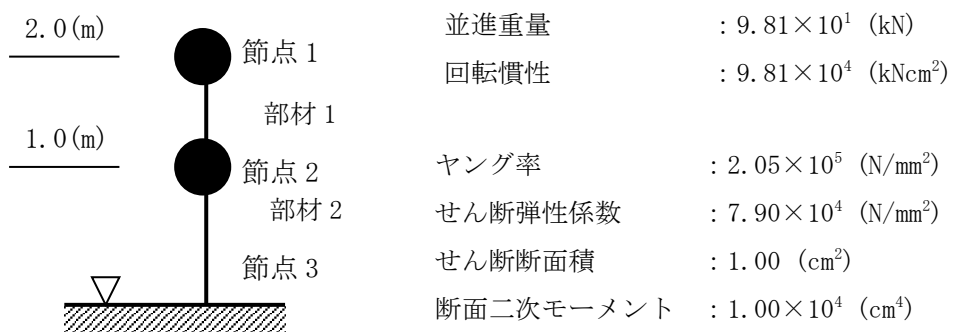 2.0(m)
節点1
部材1
1.0(m)
節点2
部材2
節点3
並進重量 : 9.81×10¹ (kN)
回転慣性 : 9.81×10⁴ (kNcm²)
ヤング率 : 2.05×10⁵ (N/mm²)
せん断弾性係数 : 7.90×10⁴ (N/mm²)
せん断断面積 : 1.00 (cm²)
断面二次モーメント : 1.00×10⁴ (cm⁴)